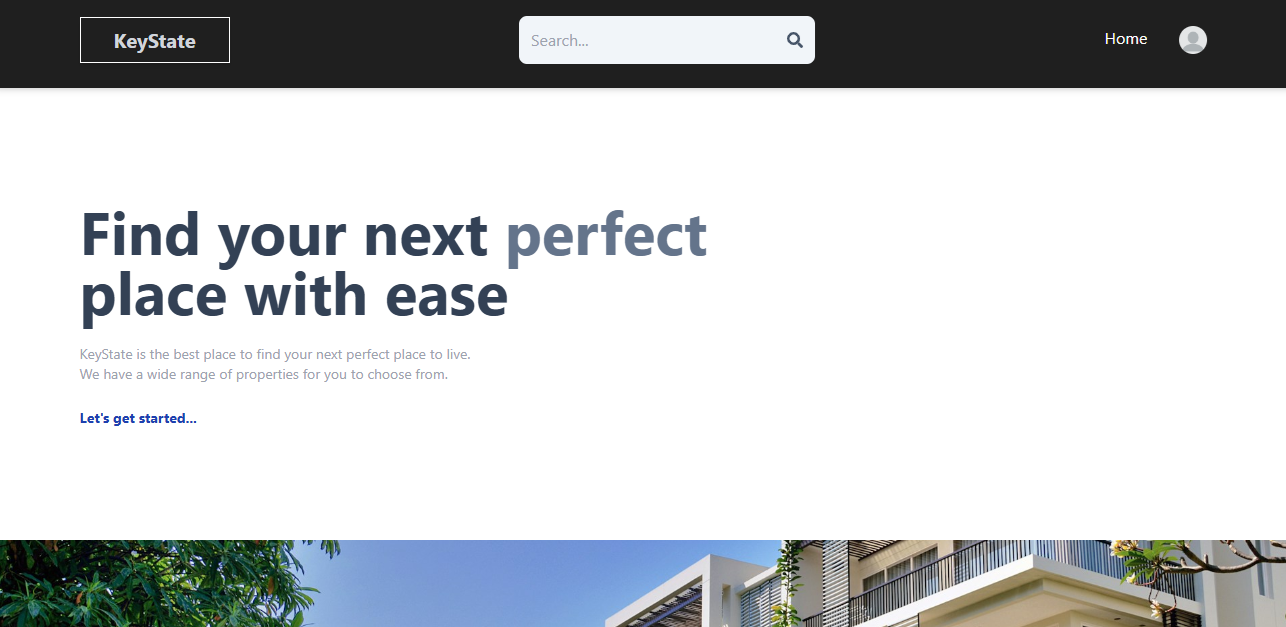 KeyState
Search...
Home
Find your next perfect
place with ease
KeyState is the best place to find your next perfect place to live.
We have a wide range of properties for you to choose from.
Let's get started...